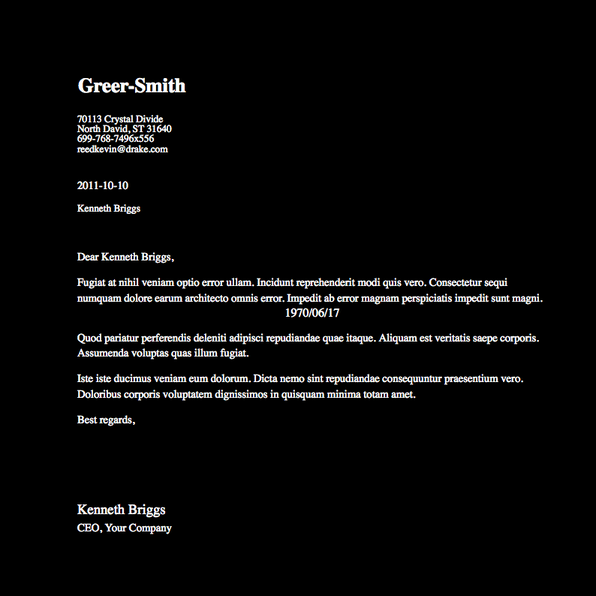 Greer-Smith
70113 Crystal Divide
North David, ST 31640
699-768-7496x556
reedkevin@drake.com
2011-10-10
Kenneth Briggs
Dear Kenneth Briggs,
Fugiat at nihil veniam optio error ullam. Incidunt reprehenderit modi quis vero. Consectetur sequi
numquam dolore earum architecto omnis error. Impedit ab error magnam perspiciatis impedit sunt magni.
1970/06/17
Quod pariatur perferendis deleniti adipisci repudiandae quae itaque. Aliquam est veritatis saepe corporis.
Assumenda voluptas quas illum fugiat.
Iste iste ducimus veniam eum dolorum. Dicta nemo sint repudiandae consequuntur praesentium vero.
Doloribus corporis voluptatem dignissimos in quisquam minima totam amet.
Best regards,
Kenneth Briggs
CEO, Your Company